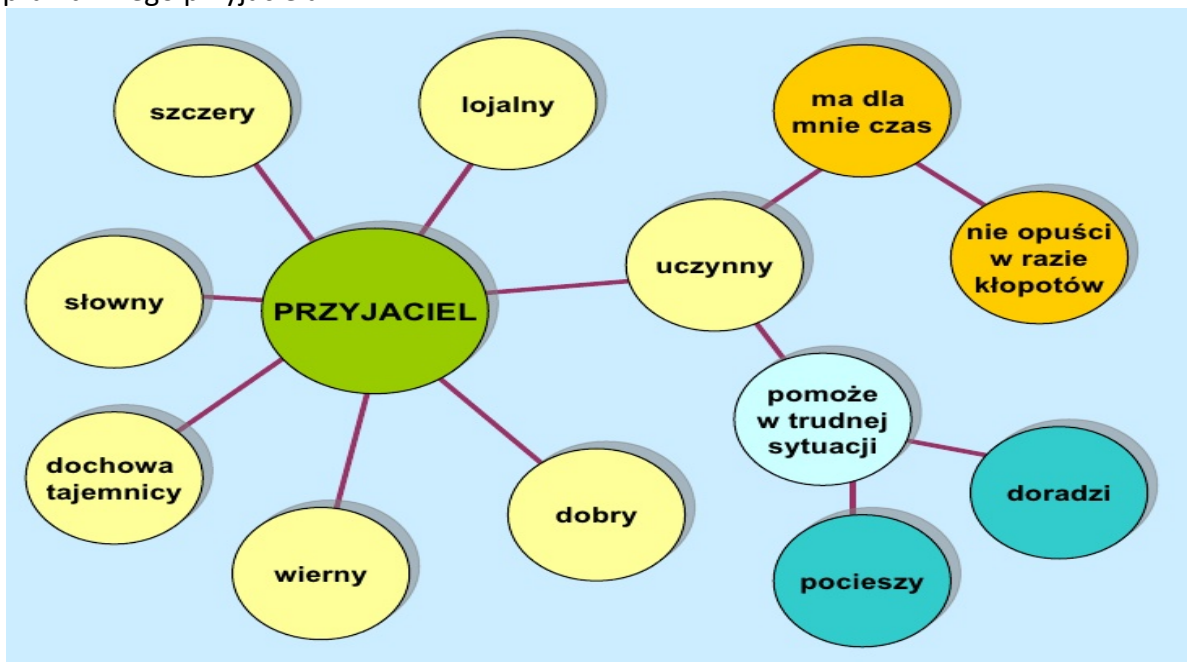 szczery
lojalny
ma dla
mnie czas
słowny
PRZYJACIEL
uczynny
nie opuści
w razie
kłopotów
dochowa
tajemnicy
wierny
dobry
pomoże
w trudnej
sytuacji
doradzi
pocieszy